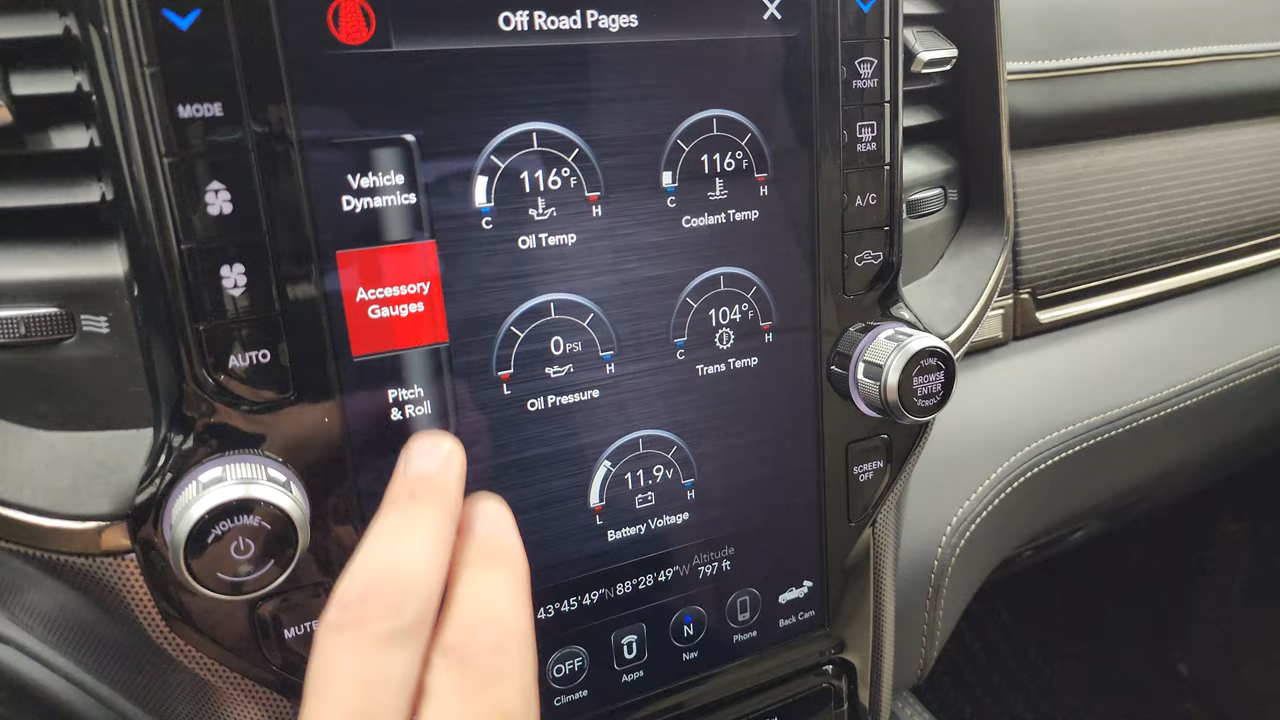 Off Road Pages
MODE
AUTO
VOLUME
MUTE
Vehicle
Dynamics
Accessory
Gauges
Pitch
& Roll
116°F
C
H
Oil Temp
116°F
C
H
Coolant Temp
0 PSI
L
H
Oil Pressure
104°F
C
H
Trans Temp
11.9V
L
H
Battery Voltage
43°45'49"N 88°28'49"W
Altitude
797 ft
OFF
Climate
Apps
N
Nav
Phone
Back Cam
FRONT
REAR
A/C
TUNE
BROWSE
ENTER
SCROLL
SCREEN
OFF